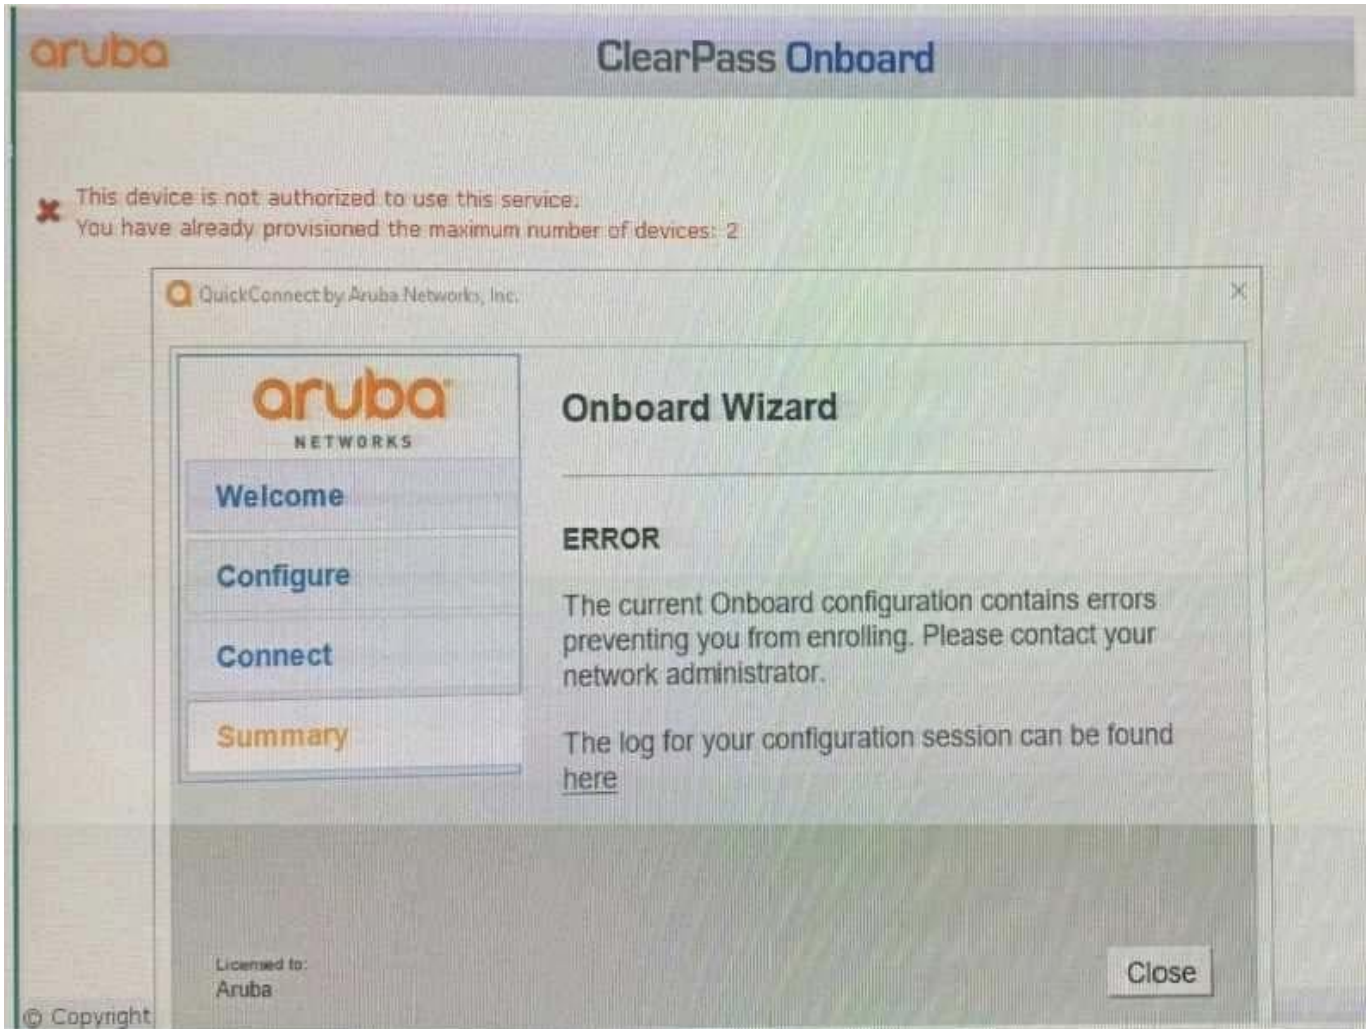 aruba
ClearPass Onboard
This device is not authorized to use this service.
You have already provisioned the maximum number of devices: 2
QuickConnect by Aruba Networks, Inc.
aruba
NETWORKS
Welcome
Configure
Connect
Summary
Onboard Wizard
ERROR
The current Onboard configuration contains errors
preventing you from enrolling. Please contact your
network administrator.
The log for your configuration session can be found
here
Licensed to:
Aruba
Close
© Copyright